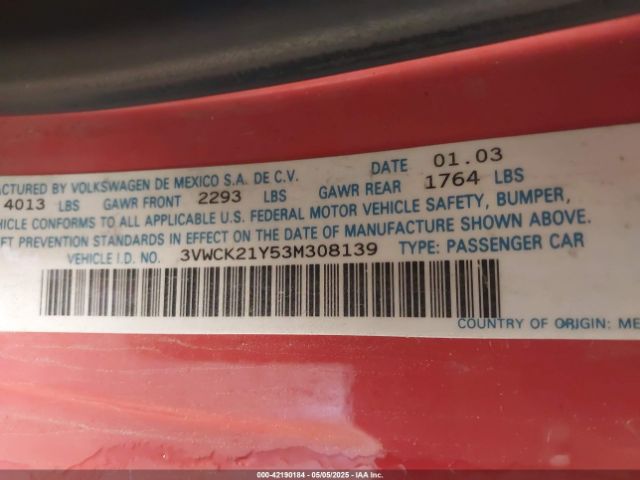 ACTURED BY VOLKSWAGEN DE MEXICO S.A. DE C.V. DATE 01.03
4013 LBS GAWR FRONT 2293 LBS GAWR REAR 1764 LBS
HICLE CONFORMS TO ALL APPLICABLE U.S. FEDERAL MOTOR VEHICLE SAFETY, BUMPER,
FT PREVENTION STANDARDS IN EFFECT ON THE DATE OF MANUFACTURE SHOWN ABOVE.
VEHICLE I.D. NO. 3VWCK21Y53M308139 TYPE: PASSENGER CAR
COUNTRY OF ORIGIN: ME
000-42190184 - 05/05/2025 - IAA Inc.